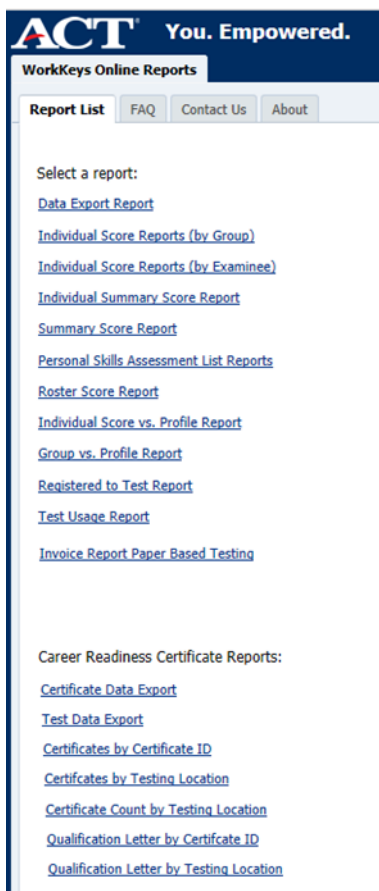 ACT You. Empowered.
WorkKeys Online Reports
Report List FAQ Contact Us About
Select a report:
Data Export Report
Individual Score Reports (by Group)
Individual Score Reports (by Examinee)
Individual Summary Score Report
Summary Score Report
Personal Skills Assessment List Reports
Roster Score Report
Individual Score vs. Profile Report
Group vs. Profile Report
Registered to Test Report
Test Usage Report
Invoice Report Paper Based Testing
Career Readiness Certificate Reports:
Certificate Data Export
Test Data Export
Certificates by Certificate ID
Certifcates by Testing Location
Certificate Count by Testing Location
Qualification Letter by Certifcate ID
Qualification Letter by Testing Location